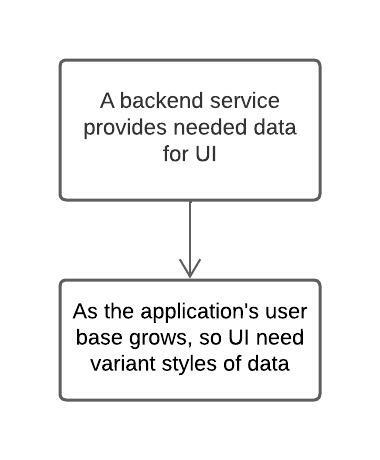 A backend service
provides needed data
for UI
As the application's user
base grows, so UI need
variant styles of data